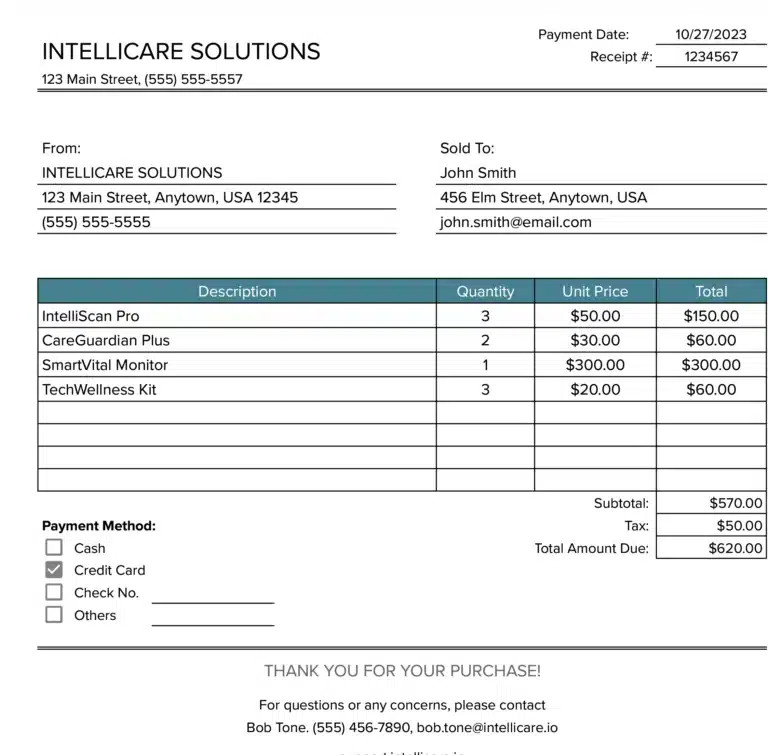 INTELLICARE SOLUTIONS
123 Main Street, (555) 555-5557
Payment Date: 10/27/2023
Receipt #: 1234567
From:
INTELLICARE SOLUTIONS
123 Main Street, Anytown, USA 12345
(555) 555-5555
Sold To:
John Smith
456 Elm Street, Anytown, USA
john.smith@email.com
Description Quantity Unit Price Total
IntelliScan Pro 3 $50.00 $150.00
CareGuardian Plus 2 $30.00 $60.00
SmartVital Monitor 1 $300.00 $300.00
TechWellness Kit 3 $20.00 $60.00
Subtotal: $570.00
Tax: $50.00
Total Amount Due: $620.00
Payment Method:
Cash
Credit Card
Check No.
Others
THANK YOU FOR YOUR PURCHASE!
For questions or any concerns, please contact
Bob Tone. (555) 456-7890, bob.tone@intellicare.io